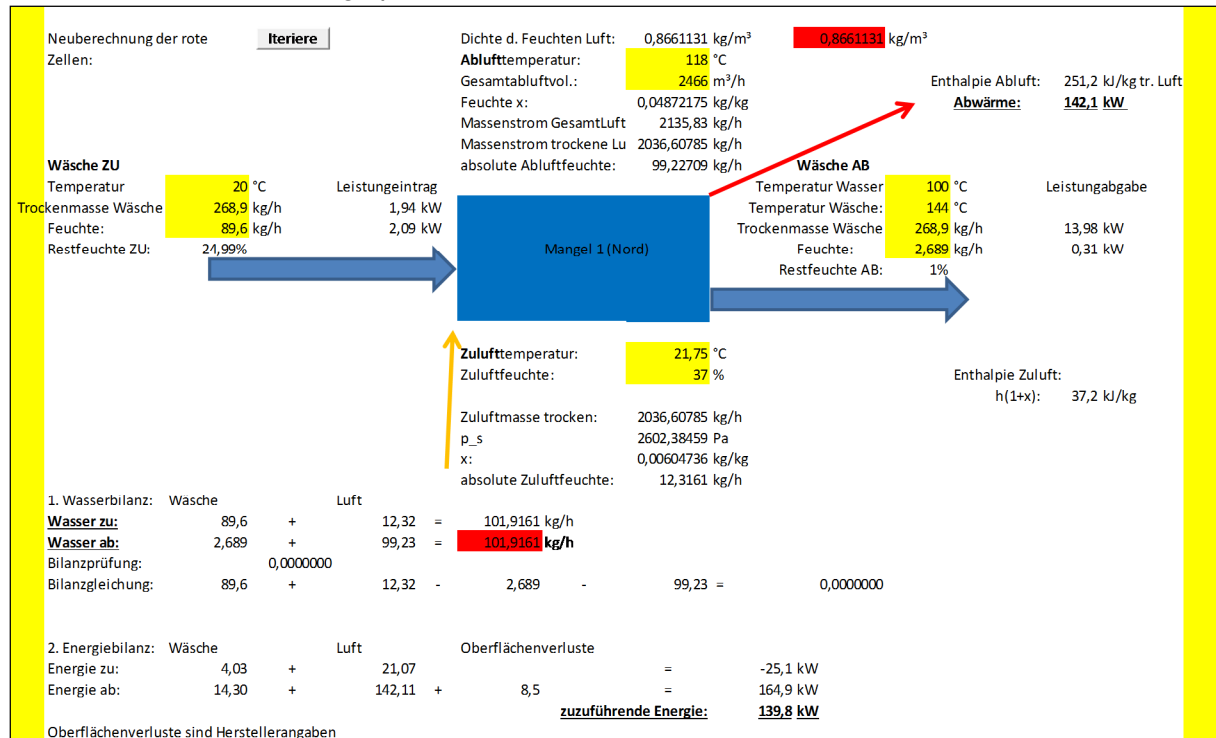 Neuberechnung der rote Iteriere Dichte d. Feuchten Luft: 0,8661131 kg/m³ 0,8661131 kg/m³
Zellen: Ablufttemperatur: 118 °C
Gesamtabluftvol.: 2466 m³/h Enthalpie Abluft: 251,2 kJ/kg tr. Luft
Feuchte x: 0,04872175 kg/kg Abwärme: 142,1 kW
Massenstrom GesamtLuft 2135,83 kg/h
Massenstrom trockene Lu 2036,60785 kg/h
Wäsche ZU absolute Abluftfeuchte: 99,22709 kg/h Wäsche AB
Temperatur 20 °C Leistungeintrag Temperatur Wasser 100 °C Leistungabgabe
Trockenmasse Wäsche 268,9 kg/h 1,94 kW Temperatur Wäsche: 144 °C
Feuchte: 89,6 kg/h 2,09 kW Trockenmasse Wäsche 268,9 kg/h 13,98 kW
Restfeuchte ZU: 24,99% Mangel 1 (Nord) Feuchte: 2,689 kg/h 0,31 kW
Restfeuchte AB: 1%
Zulufttemperatur: 21,75 °C
Zuluftfeuchte: 37 % Enthalpie Zuluft:
h(1+x): 37,2 kJ/kg
Zuluftmasse trocken: 2036,60785 kg/h
p_s 2602,38459 Pa
x: 0,00604736 kg/kg
absolute Zuluftfeuchte: 12,3161 kg/h
1. Wasserbilanz: Wäsche Luft
Wasser zu: 89,6 + 12,32 = 101,9161 kg/h
Wasser ab: 2,689 + 99,23 = 101,9161 kg/h
Bilanzprüfung: 0,0000000
Bilanzgleichung: 89,6 + 12,32 - 2,689 - 99,23 = 0,0000000
2. Energiebilanz: Wäsche Luft Oberflächenverluste
Energie zu: 4,03 + 21,07 = -25,1 kW
Energie ab: 14,30 + 142,11 + 8,5 = 164,9 kW
zuzuführende Energie: 139,8 kW
Oberflächenverluste sind Herstellerangaben